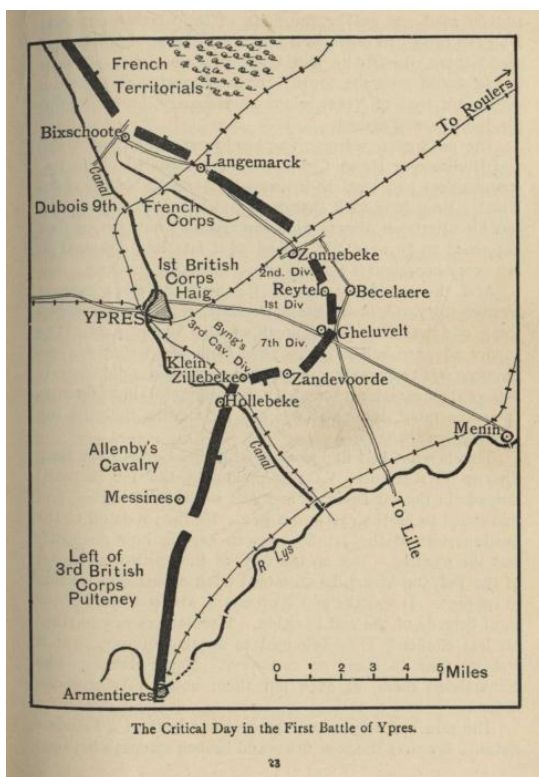 French
Territorials
To Roulers
Bixschoote
Langemarck
Canal
Dubois 9th
French
Corps
Zonnebeke
1st British
Corps
Haig
2nd. Div.
Reytel
Becelaere
1st Div
YPRES
Byng's
3rd Cav. Div.
7th Div.
Gheluvelt
Klein
Zillebeke
Zandevoorde
Hollebeke
Menin
Allenby's
Cavalry
Canal
Messines
To Lille
Left of
3rd British
Corps
Pulteney
R Lys
0 1 2 3 4 5 Miles
Armentieres
The Critical Day in the First Battle of Ypres.
23